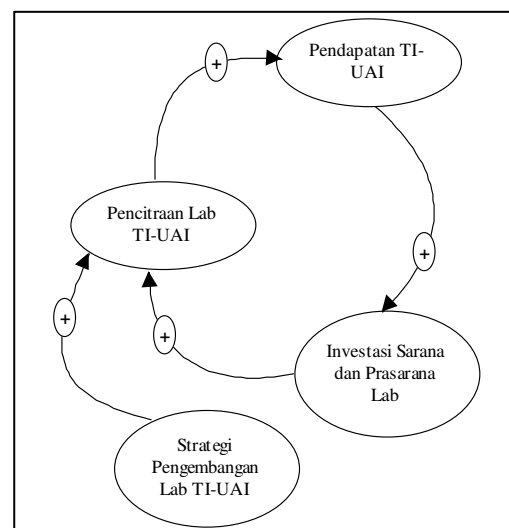 +
Pendapatan TI-
UAI
Pencitraan Lab
TI-UAI
+
+
+
Investasi Sarana
dan Prasarana
Lab
Strategi
Pengembangan
Lab TI-UAI